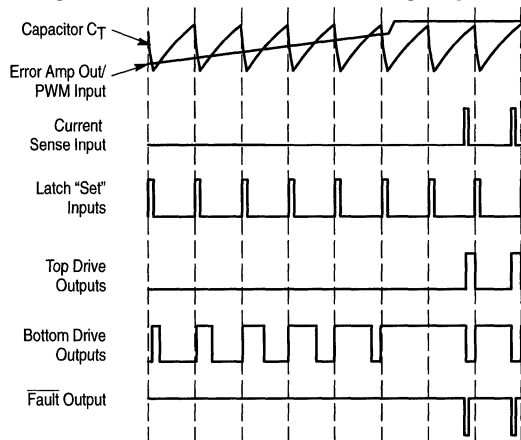 Capacitor CT
Error Amp Out/
PWM Input
Current
Sense Input
Latch “Set”
Inputs
Top Drive
Outputs
Bottom Drive
Outputs
Fault Output